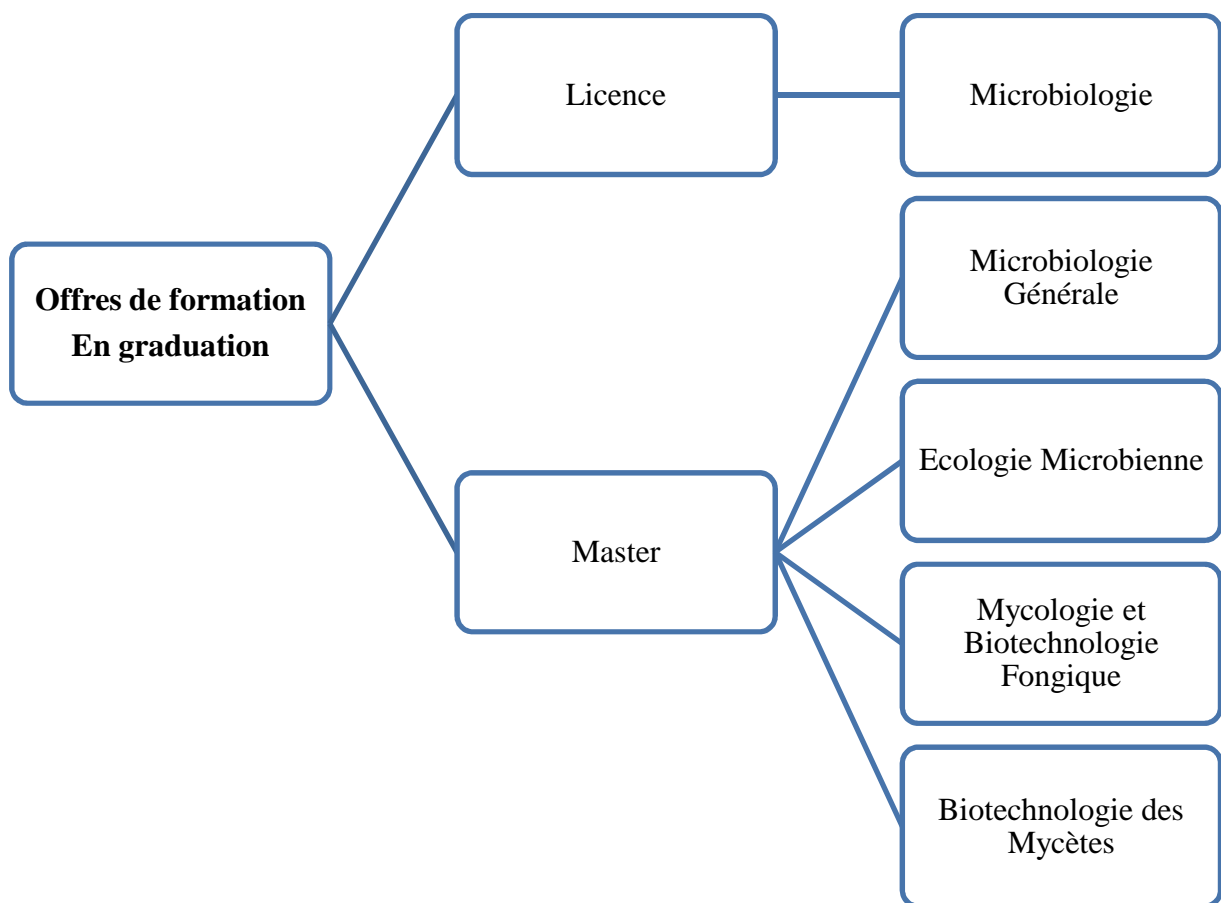 Licence
Microbiologie
Offres de formation
En graduation
Microbiologie
Générale
Ecologie Microbienne
Master
Mycologie et
Biotechnologie
Fongique
Biotechnologie des
Mycètes